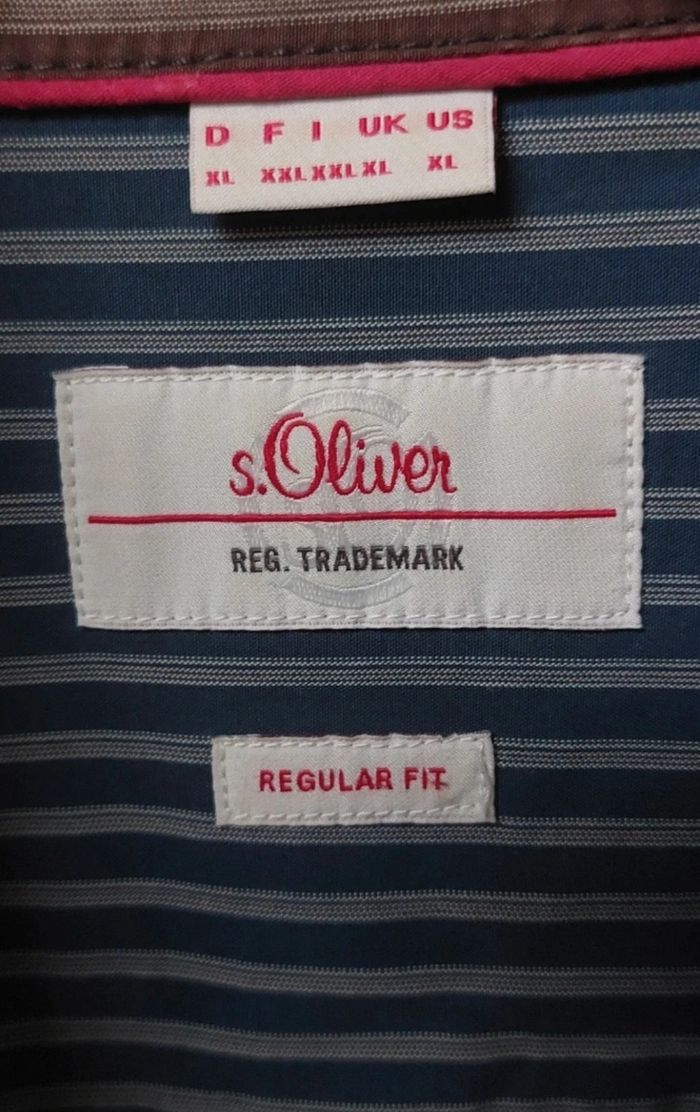 D F I UK US
XL XXL XXL XL XL
s.Oliver
REG. TRADEMARK
REGULAR FIT